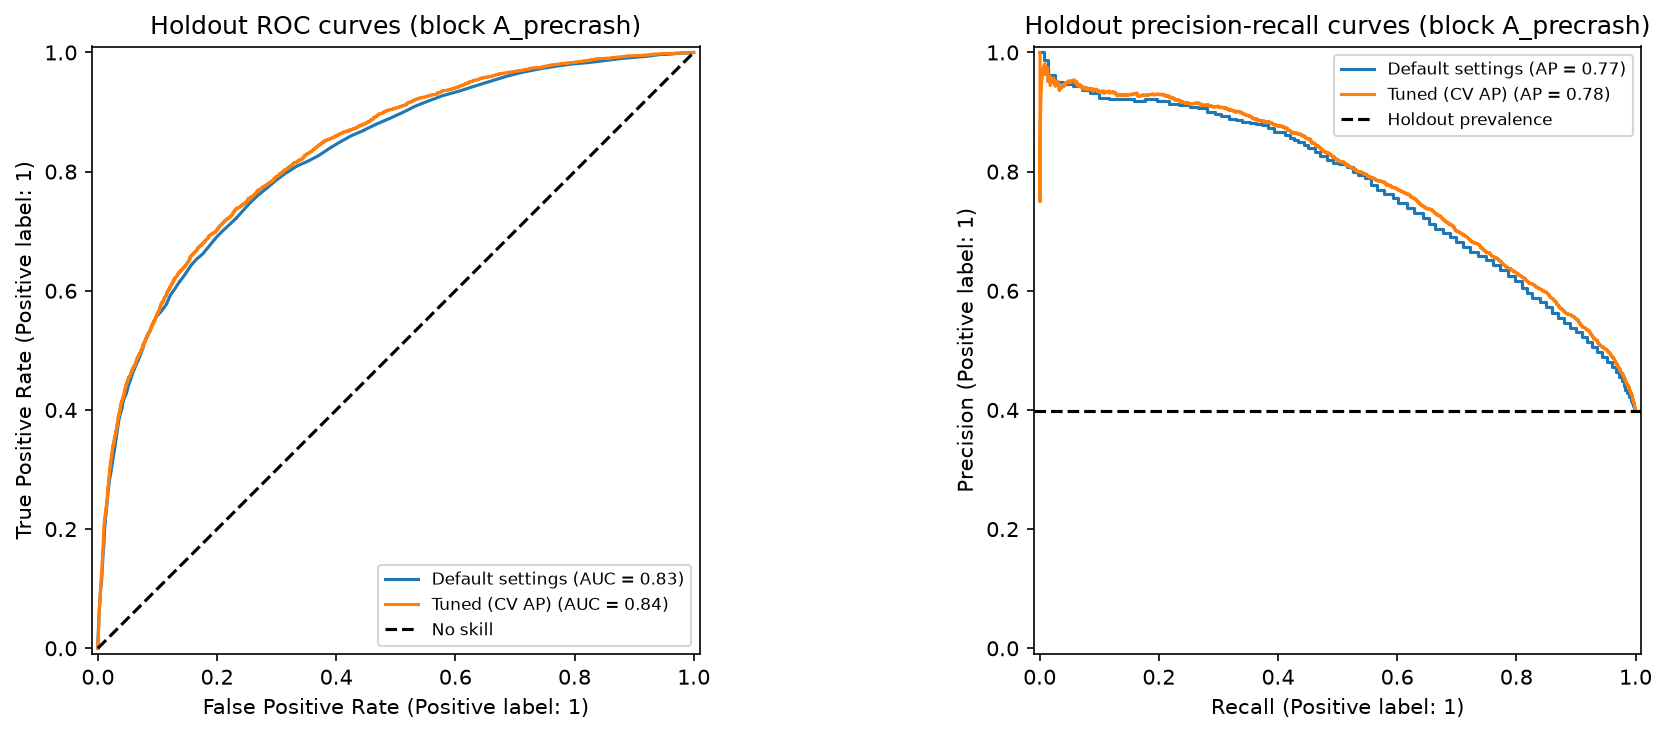 Holdout ROC curves (block A_precrash)
True Positive Rate (Positive label: 1)
1.0
0.8
0.6
0.4
0.2
0.0
Default settings (AUC = 0.83)
Tuned (CV AP) (AUC = 0.84)
No skill
0.0 0.2 0.4 0.6 0.8 1.0
False Positive Rate (Positive label: 1)
Holdout precision-recall curves (block A_precrash)
Precision (Positive label: 1)
1.0
0.8
0.6
0.4
0.2
0.0
Default settings (AP = 0.77)
Tuned (CV AP) (AP = 0.78)
Holdout prevalence
0.0 0.2 0.4 0.6 0.8 1.0
Recall (Positive label: 1)